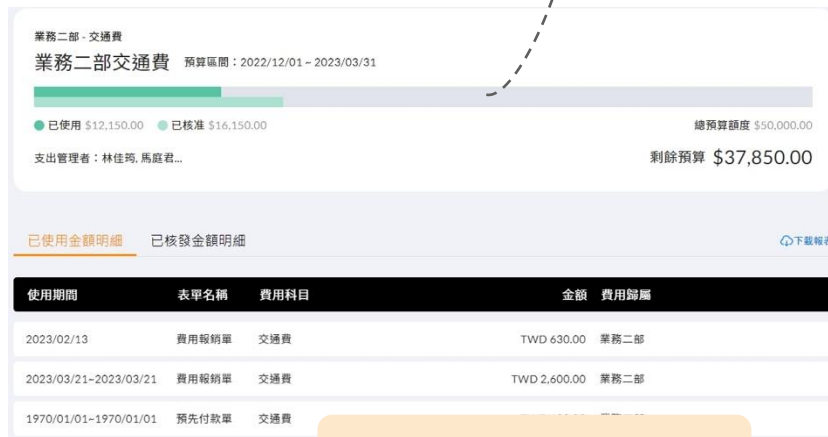 業務二部 - 交通費
業務二部交通費 預算區間：2022/12/01 ~ 2023/03/31
已使用 $12,150.00 已核准 $16,150.00 總預算額度 $50,000.00
支出管理者：林佳筠, 馬庭君... 剩餘預算 $37,850.00
已使用金額明細 已核發金額明細 下載報表
使用期間 表單名稱 費用科目 金額 費用歸屬
2023/02/13 費用報銷單 交通費 TWD 630.00 業務二部
2023/03/21~2023/03/21 費用報銷單 交通費 TWD 2,600.00 業務二部
1970/01/01~1970/01/01 預先付款單 交通費